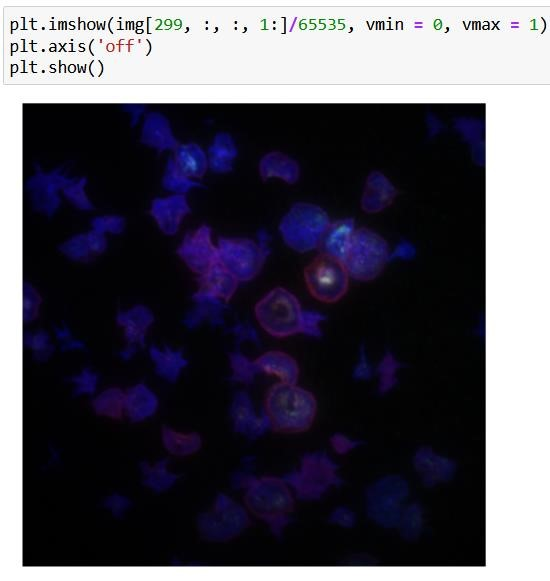 plt.imshow(img[299, :, :, 1:]/65535, vmin = 0, vmax = 1)
plt.axis('off')
plt.show()